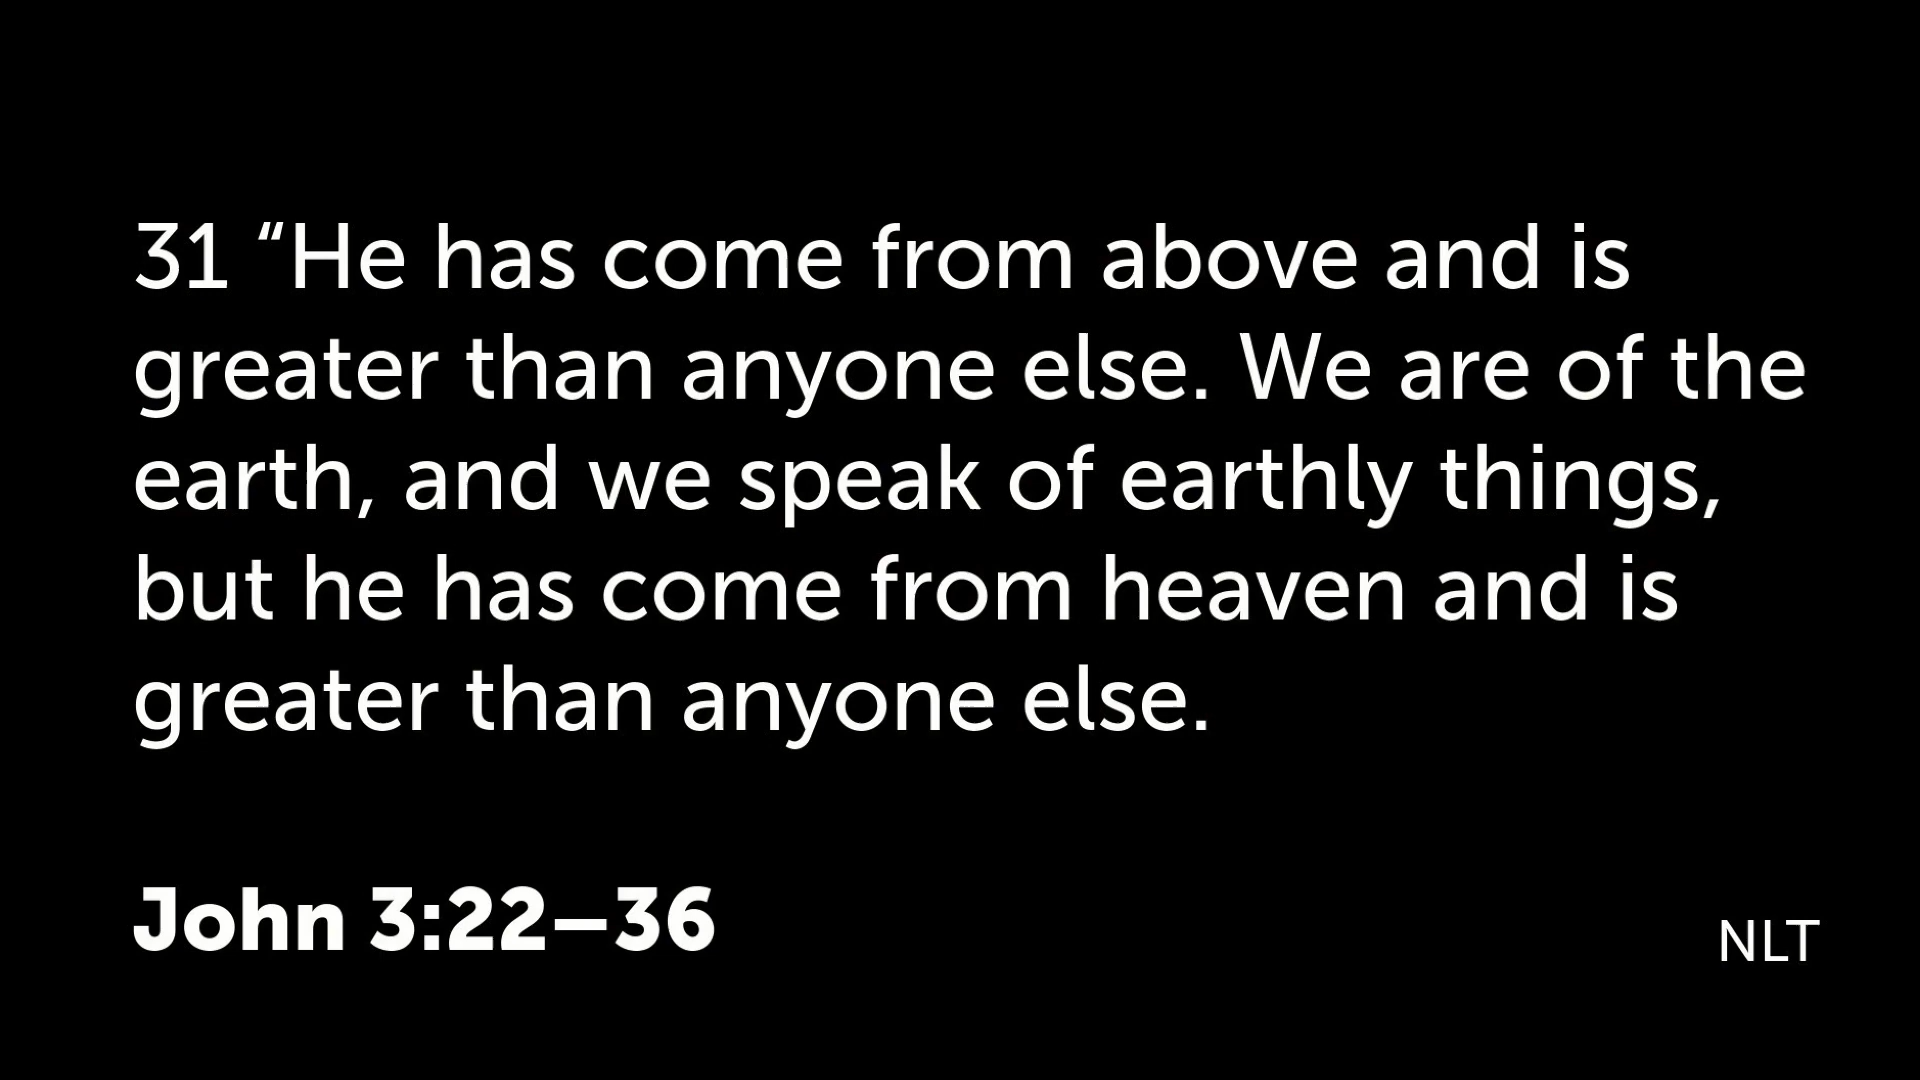 31 “He has come from above and is
greater than anyone else. We are of the
earth, and we speak of earthly things,
but he has come from heaven and is
greater than anyone else.
John 3:22–36
NLT